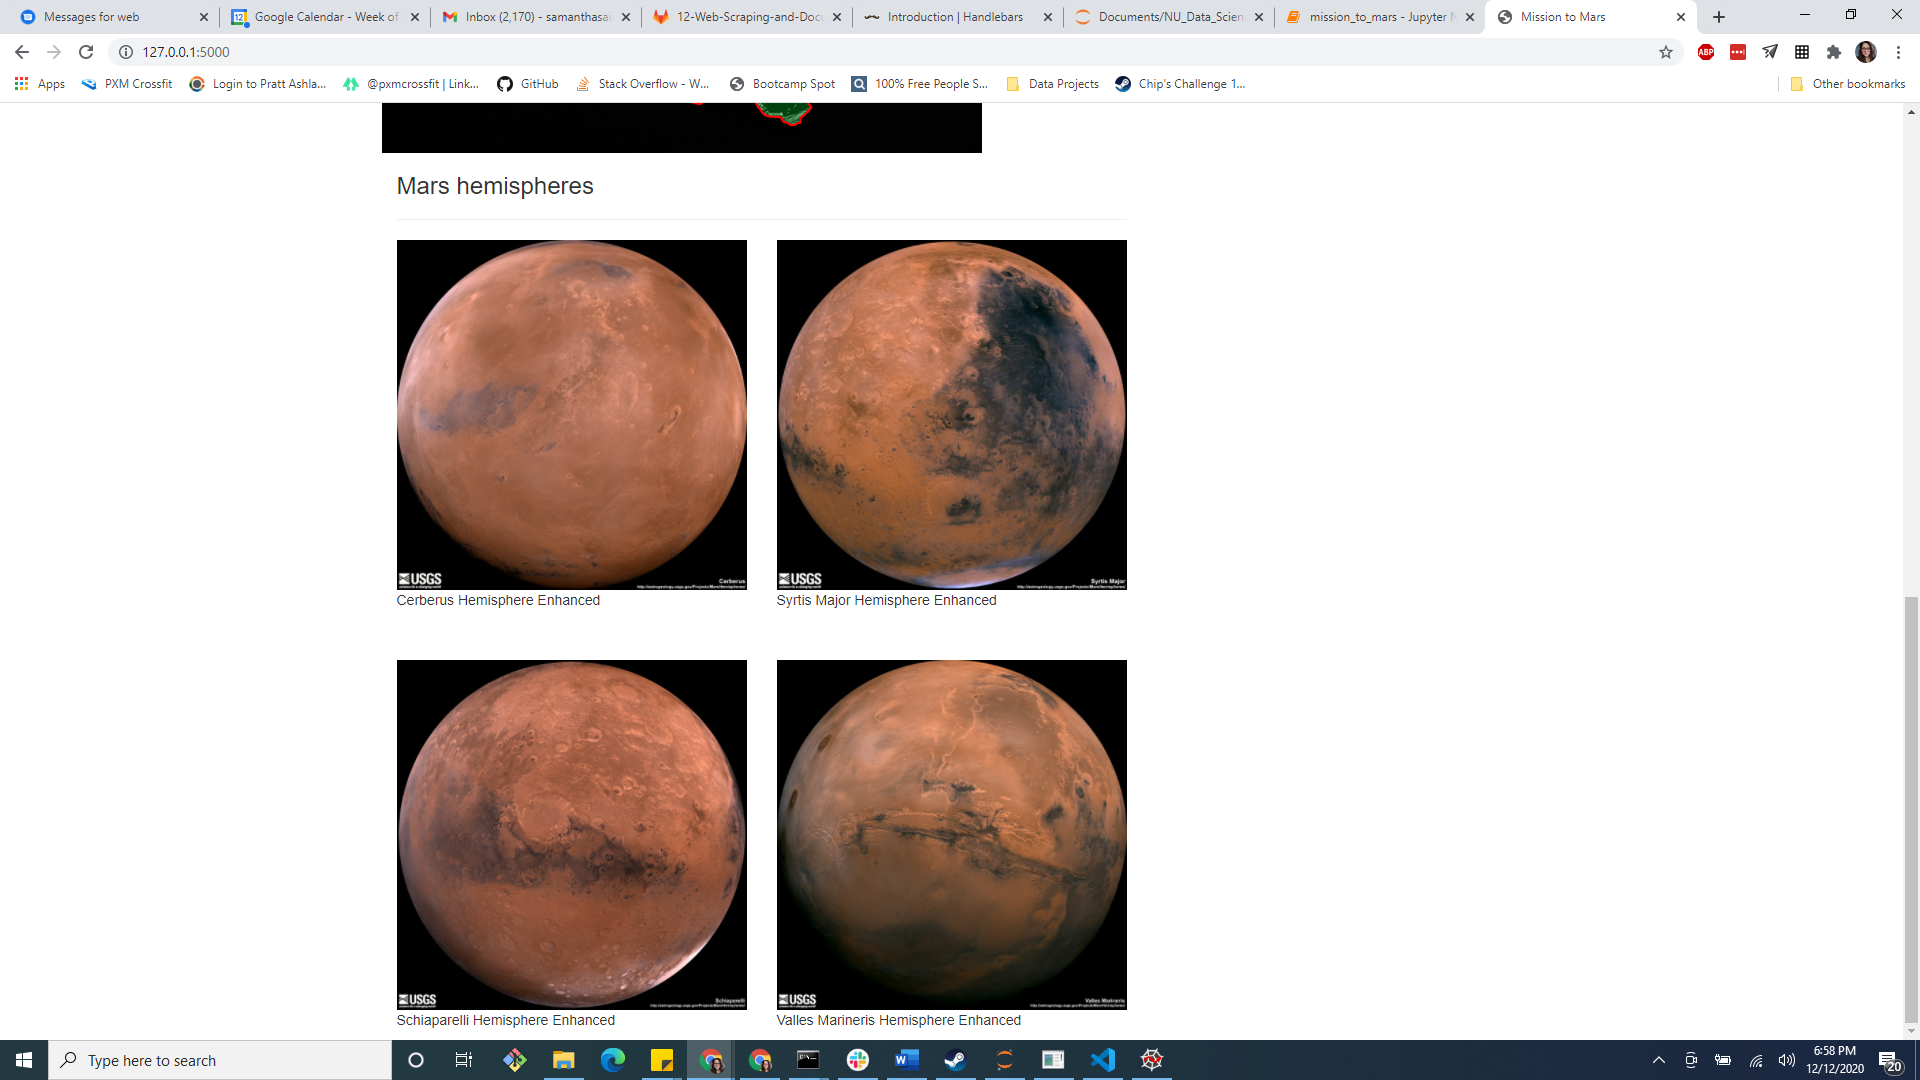 Messages for web
Google Calendar - Week of
Inbox (2,170) - samanthasai
12-Web-Scraping-and-Docu
Introduction | Handlebars
Documents/NU_Data_Scien
mission_to_mars - Jupyter N
Mission to Mars
127.0.0.1:5000
ABP
Apps
PXM Crossfit
Login to Pratt Ashla...
@pxmcrossfit | Link...
GitHub
Stack Overflow - W...
Bootcamp Spot
100% Free People S...
Data Projects
Chip's Challenge 1...
Other bookmarks
Mars hemispheres
USGS
Cerberus
USGS
Syrtis Major
Cerberus Hemisphere Enhanced
Syrtis Major Hemisphere Enhanced
USGS
Schiaparelli
USGS
Valles Marineris
Schiaparelli Hemisphere Enhanced
Valles Marineris Hemisphere Enhanced
Type here to search
6:58 PM
12/12/2020
20